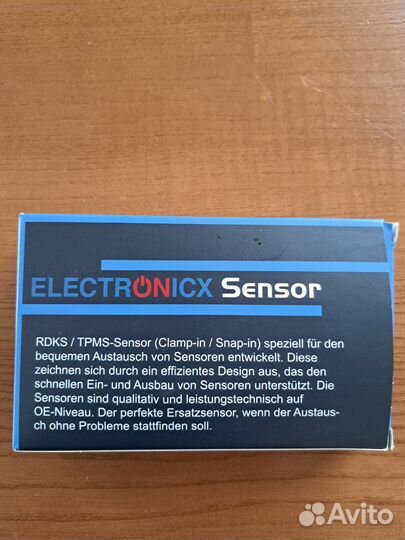 ELECTRONICX Sensor
RDKS / TPMS-Sensor (Clamp-in / Snap-in) speziell für den
bequemen Austausch von Sensoren entwickelt. Diese
zeichnen sich durch ein effizientes Design aus, das den
schnellen Ein- und Ausbau von Sensoren unterstützt. Die
Sensoren sind qualitativ und leistungstechnisch auf
OE-Niveau. Der perfekte Ersatzsensor, wenn der Austaus-
ch ohne Probleme stattfinden soll.
Avito